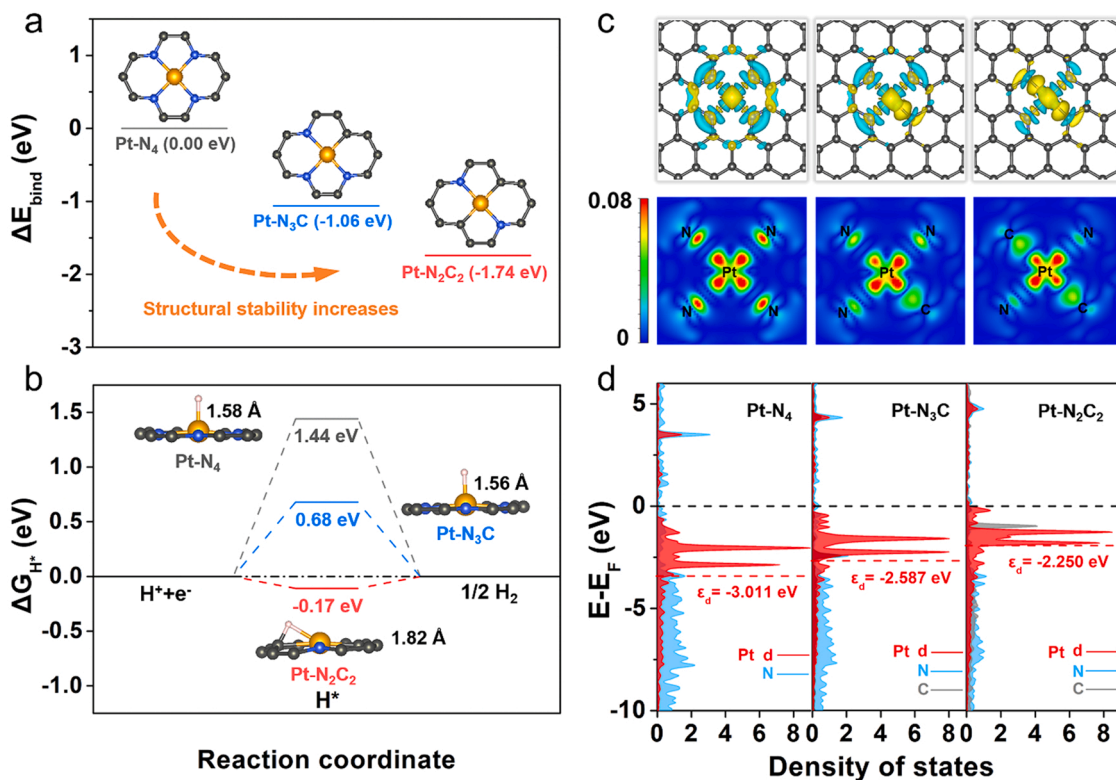 a
ΔE_bind (eV)
1
0
-1
-2
-3
Pt-N₄ (0.00 eV)
Pt-N₃C (-1.06 eV)
Pt-N₂C₂ (-1.74 eV)
Structural stability increases
b
ΔG_H* (eV)
1.5
1.0
0.5
0.0
-0.5
-1.0
1.58 Å
Pt-N₄
1.44 eV
1.56 Å
Pt-N₃C
0.68 eV
H⁺+e⁻
1/2 H₂
-0.17 eV
1.82 Å
Pt-N₂C₂
H*
Reaction coordinate
c
0.08
0
N N
Pt
N N
N N
Pt
N C
C N
Pt
N C
d
E-E_F (eV)
5
0
-5
-10
Pt-N₄
Pt-N₃C
Pt-N₂C₂
ε_d= -3.011 eV
ε_d= -2.587 eV
ε_d= -2.250 eV
Pt d
N
Pt d
N
C
Pt d
N
C
0 2 4 6 8
0 2 4 6 8
0 2 4 6 8
Density of states